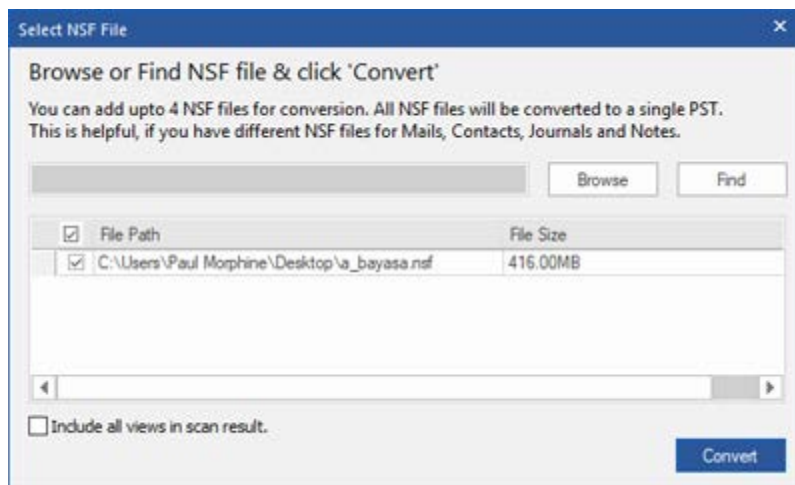 Select NSF File
Browse or Find NSF file & click 'Convert'
You can add upto 4 NSF files for conversion. All NSF files will be converted to a single PST.
This is helpful, if you have different NSF files for Mails, Contacts, Journals and Notes.
Browse Find
File Path File Size
C:\Users\Paul Morphine\Desktop\a_bayasa.nsf 416.00MB
Include all views in scan result.
Convert